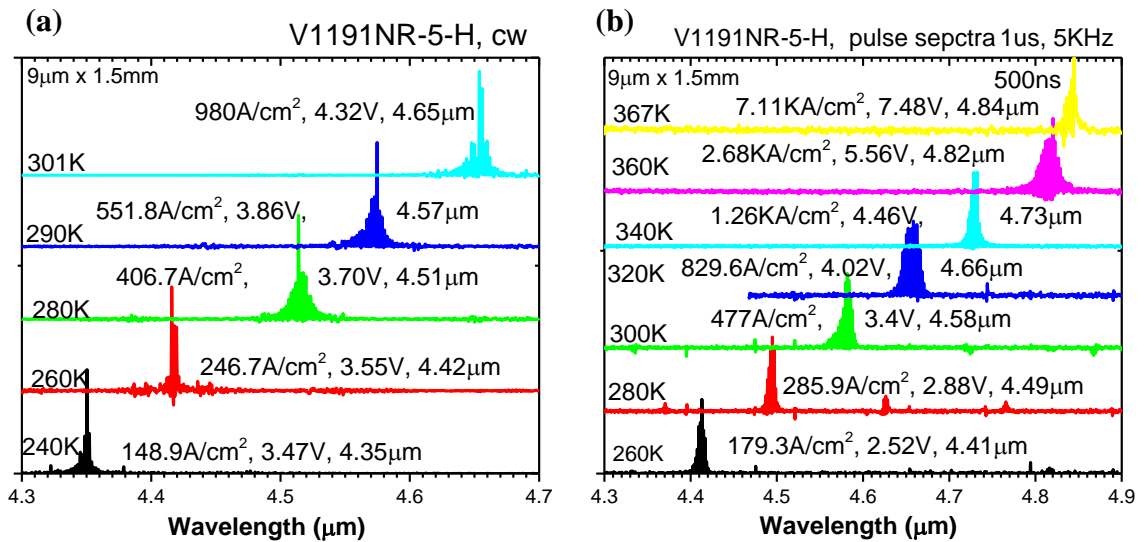 (a)
V1191NR-5-H, cw
9μm x 1.5mm
980A/cm², 4.32V, 4.65μm
301K
551.8A/cm², 3.86V, 4.57μm
290K
406.7A/cm², 3.70V, 4.51μm
280K
246.7A/cm², 3.55V, 4.42μm
260K
240K
148.9A/cm², 3.47V, 4.35μm
4.3 4.4 4.5 4.6 4.7
Wavelength (μm)
(b)
V1191NR-5-H, pulse sepctra 1us, 5KHz
9μm x 1.5mm
500ns
367K
7.11KA/cm², 7.48V, 4.84μm
360K
2.68KA/cm², 5.56V, 4.82μm
340K
1.26KA/cm², 4.46V, 4.73μm
320K
829.6A/cm², 4.02V, 4.66μm
300K
477A/cm², 3.4V, 4.58μm
280K
285.9A/cm², 2.88V, 4.49μm
260K
179.3A/cm², 2.52V, 4.41μm
4.3 4.4 4.5 4.6 4.7 4.8 4.9
Wavelength (μm)